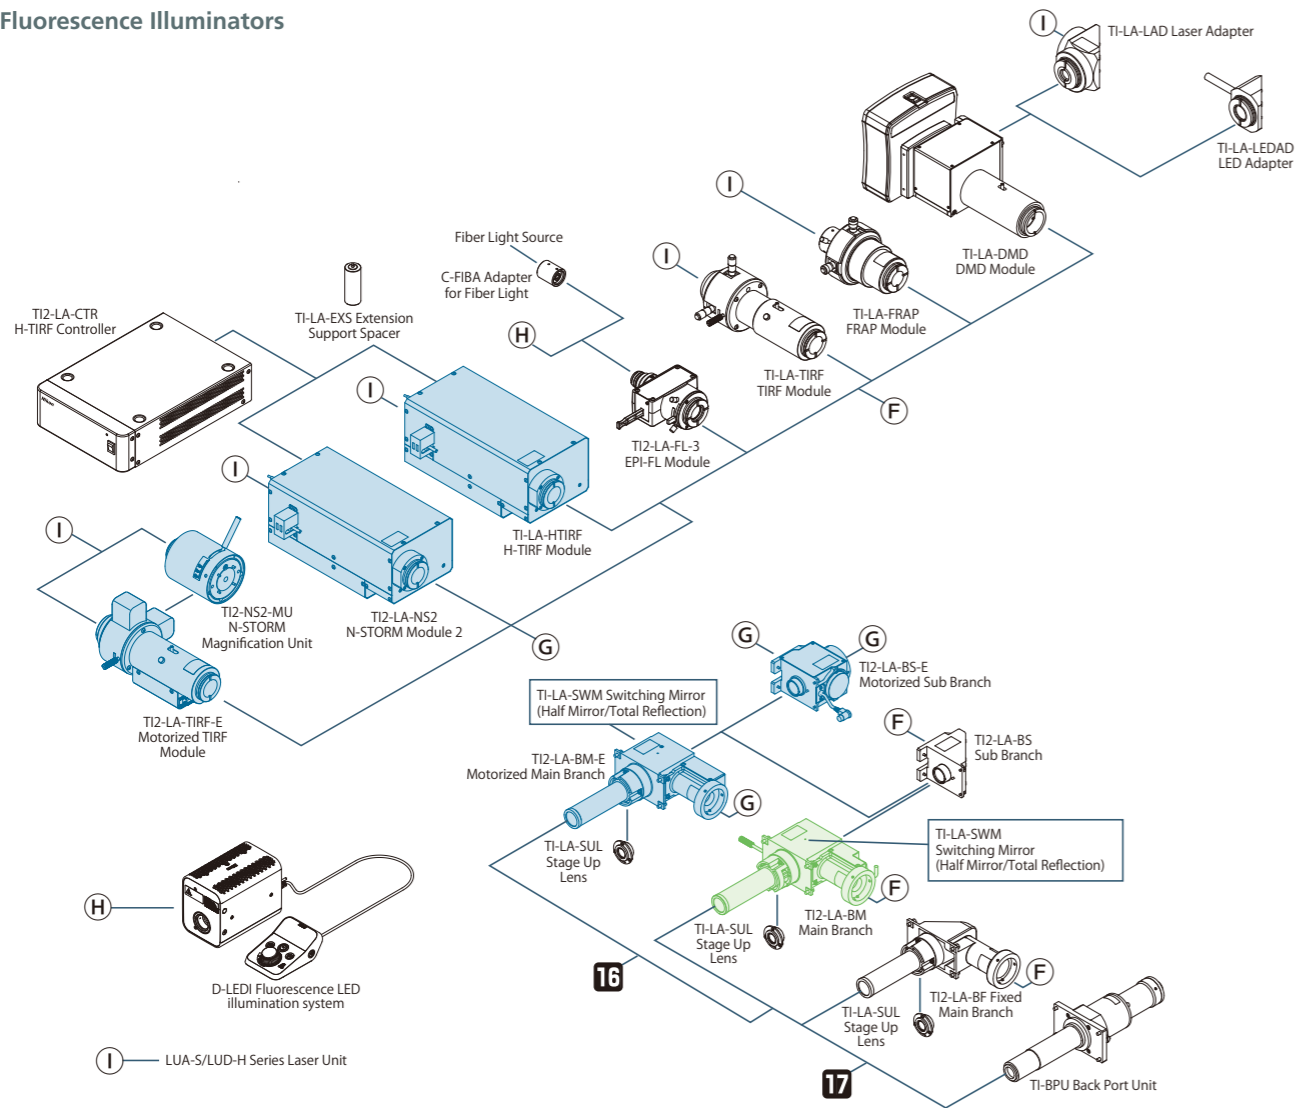 Fluorescence Illuminators
I
TI-LA-LAD Laser Adapter
TI-LA-LEDAD
LED Adapter
I
TI-LA-DMD
DMD Module
Fiber Light Source
C-FIBA Adapter
for Fiber Light
I
TI-LA-FRAP
FRAP Module
TI2-LA-CTR
H-TIRF Controller
TI-LA-EXS Extension
Support Spacer
H
TI-LA-TIRF
TIRF Module
F
I
TI2-LA-FL-3
EPI-FL Module
I
TI-LA-HTIRF
H-TIRF Module
I
TI2-NS2-MU
N-STORM
Magnification Unit
TI2-LA-NS2
N-STORM Module 2
G
TI2-LA-TIRF-E
Motorized TIRF
Module
G
G
TI2-LA-BS-E
Motorized Sub Branch
TI-LA-SWM Switching Mirror
(Half Mirror/Total Reflection)
F
TI2-LA-BS
Sub Branch
TI2-LA-BM-E
Motorized Main Branch
G
TI-LA-SUL
Stage Up
Lens
TI-LA-SWM
Switching Mirror
(Half Mirror/Total Reflection)
F
TI2-LA-BM
Main Branch
TI-LA-SUL
Stage Up
Lens
H
D-LEDI Fluorescence LED
illumination system
16
F
TI2-LA-BF Fixed
Main Branch
TI-LA-SUL
Stage Up
Lens
I
LUA-S/LUD-H Series Laser Unit
17
TI-BPU Back Port Unit